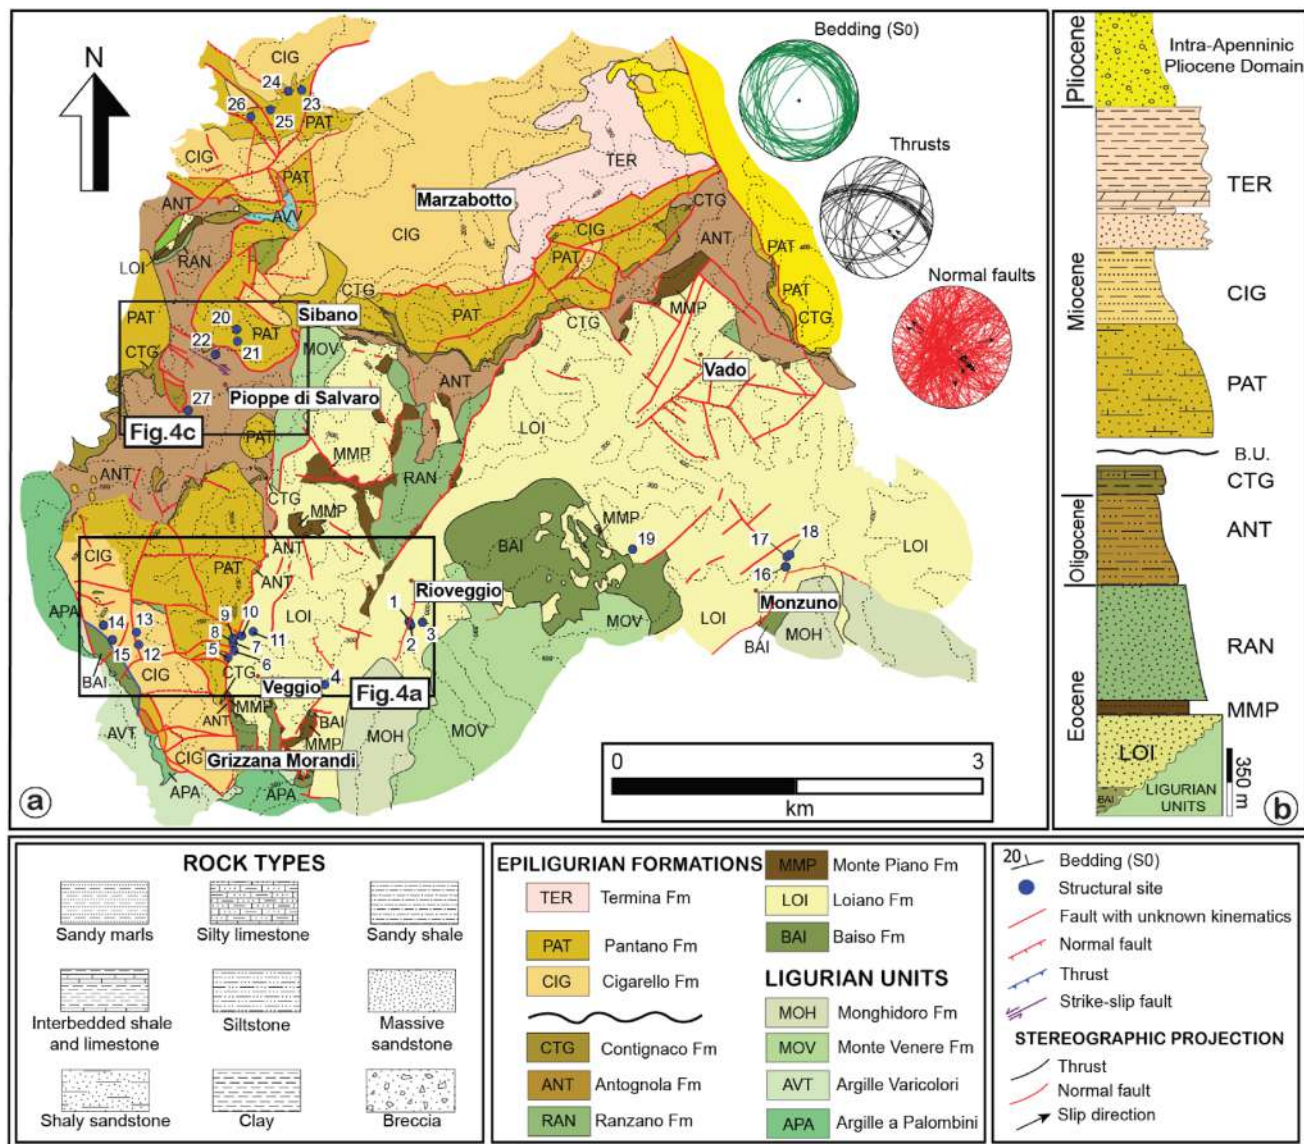 N
CIG
24
23
26
25
PAT
CIG
PAT
ANT
AVV
LOI
RAN
Marzabotto
CIG
TER
CTG
CIG
ANT
PAT
PAT
PAT
CTG
PAT
CTG
Sibano
PAT
20
PAT
22
21
MOV
CTG
MMP
CTG
27
Pioppe di Salvaro
ANT
Vado
Fig.4c
PAT
LOI
MMP
ANT
RAN
CTG
MMP
MMP
BAI
19
17
18
LOI
16
CIG
PAT
ANT
ANT
APA
Rioveggio
1
LOI
3
2
14
13
9
10
8
11
7
15
12
5
6
BAI
CIG
CTG
Veggio
4
Fig.4a
MOV
LOI
Monzuno
BAI
MOH
ANT
MMP
BAI
MMP
MOH
MOV
AVT
CIG
Grizzana Morandi
APA
APA
0
3
km
a
Bedding (S0)
Thrusts
Normal faults
Pliocene
Intra-Apenninic
Pliocene Domain
Miocene
TER
CIG
PAT
B.U.
CTG
Oligocene
ANT
RAN
Eocene
MMP
LOI
BAI
LIGURIAN
UNITS
350 m
b
ROCK TYPES
Sandy marls
Silty limestone
Sandy shale
Interbedded shale
and limestone
Siltstone
Massive
sandstone
Shaly sandstone
Clay
Breccia
EPILIGURIAN FORMATIONS
TER Termina Fm
PAT Pantano Fm
CIG Cigarello Fm
CTG Contignaco Fm
ANT Antognola Fm
RAN Ranzano Fm
MMP Monte Piano Fm
LOI Loiano Fm
BAI Baiso Fm
LIGURIAN UNITS
MOH Monghidoro Fm
MOV Monte Venere Fm
AVT Argille Varicolori
APA Argille a Palombini
20 Bedding (S0)
Structural site
Fault with unknown kinematics
Normal fault
Thrust
Strike-slip fault
STEREOGRAPHIC PROJECTION
Thrust
Normal fault
Slip direction